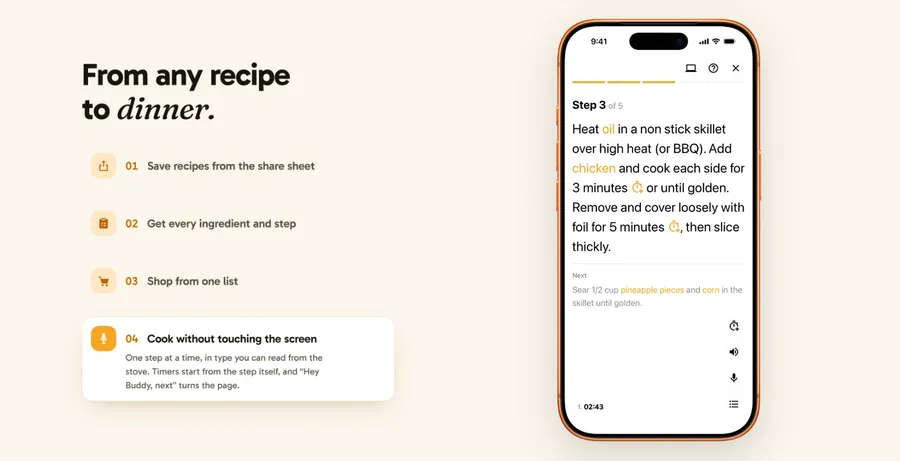 From any recipe
to dinner.
01 Save recipes from the share sheet
02 Get every ingredient and step
03 Shop from one list
04 Cook without touching the screen
One step at a time, in type you can read from the
stove. Timers start from the step itself, and “Hey
Buddy, next” turns the page.
9:41
Step 3 of 5
Heat oil in a non stick skillet
over high heat (or BBQ). Add
chicken and cook each side for
3 minutes or until golden.
Remove and cover loosely with
foil for 5 minutes , then slice
thickly.
Next
Sear 1/2 cup pineapple pieces and corn in the
skillet until golden.
1. 02:43